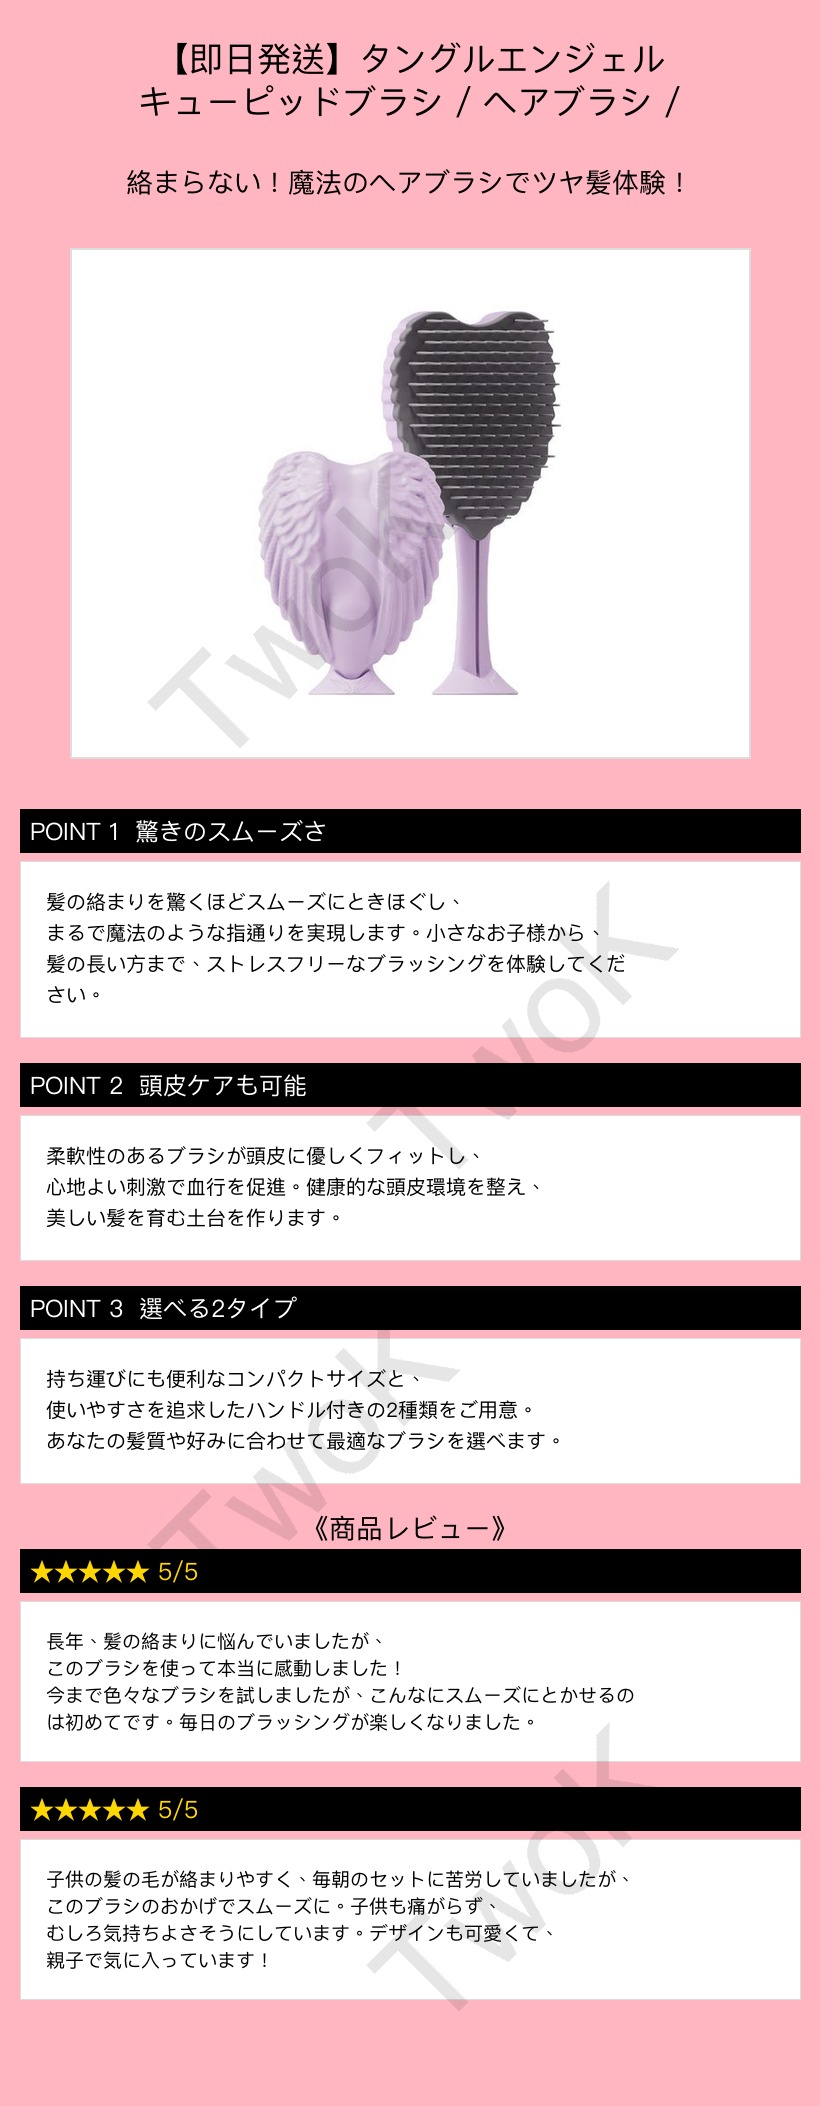 【即日発送】タングルエンジェル
キューピッドブラシ / ヘアブラシ /
絡まらない！魔法のヘアブラシでツヤ髪体験！
TwoK
POINT 1 驚きのスムーズさ
髪の絡まりを驚くほどスムーズにときほぐし、
まるで魔法のような指通りを実現します。小さなお子様から、
髪の長い方まで、ストレスフリーなブラッシングを体験してくだ
さい。
TwoK
POINT 2 頭皮ケアも可能
柔軟性のあるブラシが頭皮に優しくフィットし、
心地よい刺激で血行を促進。健康的な頭皮環境を整え、
美しい髪を育む土台を作ります。
POINT 3 選べる2タイプ
持ち運びにも便利なコンパクトサイズと、
使いやすさを追求したハンドル付きの2種類をご用意。
あなたの髪質や好みに合わせて最適なブラシを選べます。
TwoK
《商品レビュー》
★★★★★ 5/5
長年、髪の絡まりに悩んでいましたが、
このブラシを使って本当に感動しました！
今まで色々なブラシを試しましたが、こんなにスムーズにとかせるの
は初めてです。毎日のブラッシングが楽しくなりました。
★★★★★ 5/5
子供の髪の毛が絡まりやすく、毎朝のセットに苦労していましたが、
このブラシのおかげでスムーズに。子供も痛がらず、
むしろ気持ちよさそうにしています。デザインも可愛くて、
親子で気に入っています！
TwoK